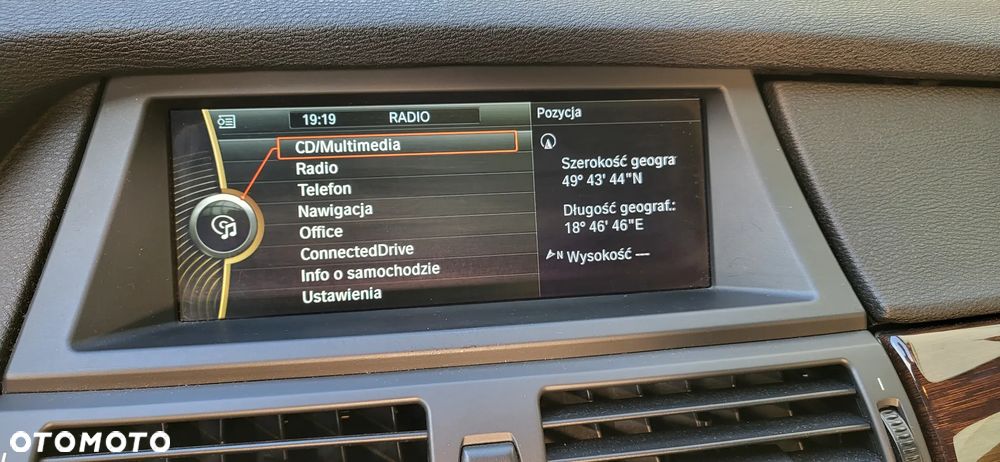 19:19 RADIO
CD/Multimedia
Radio
Telefon
Nawigacja
Office
ConnectedDrive
Info o samochodzie
Ustawienia
Pozycja
Szerokość geogra
49° 43' 44"N
Długość geograf.:
18° 46' 46"E
N Wysokość ---
OTOMOTO